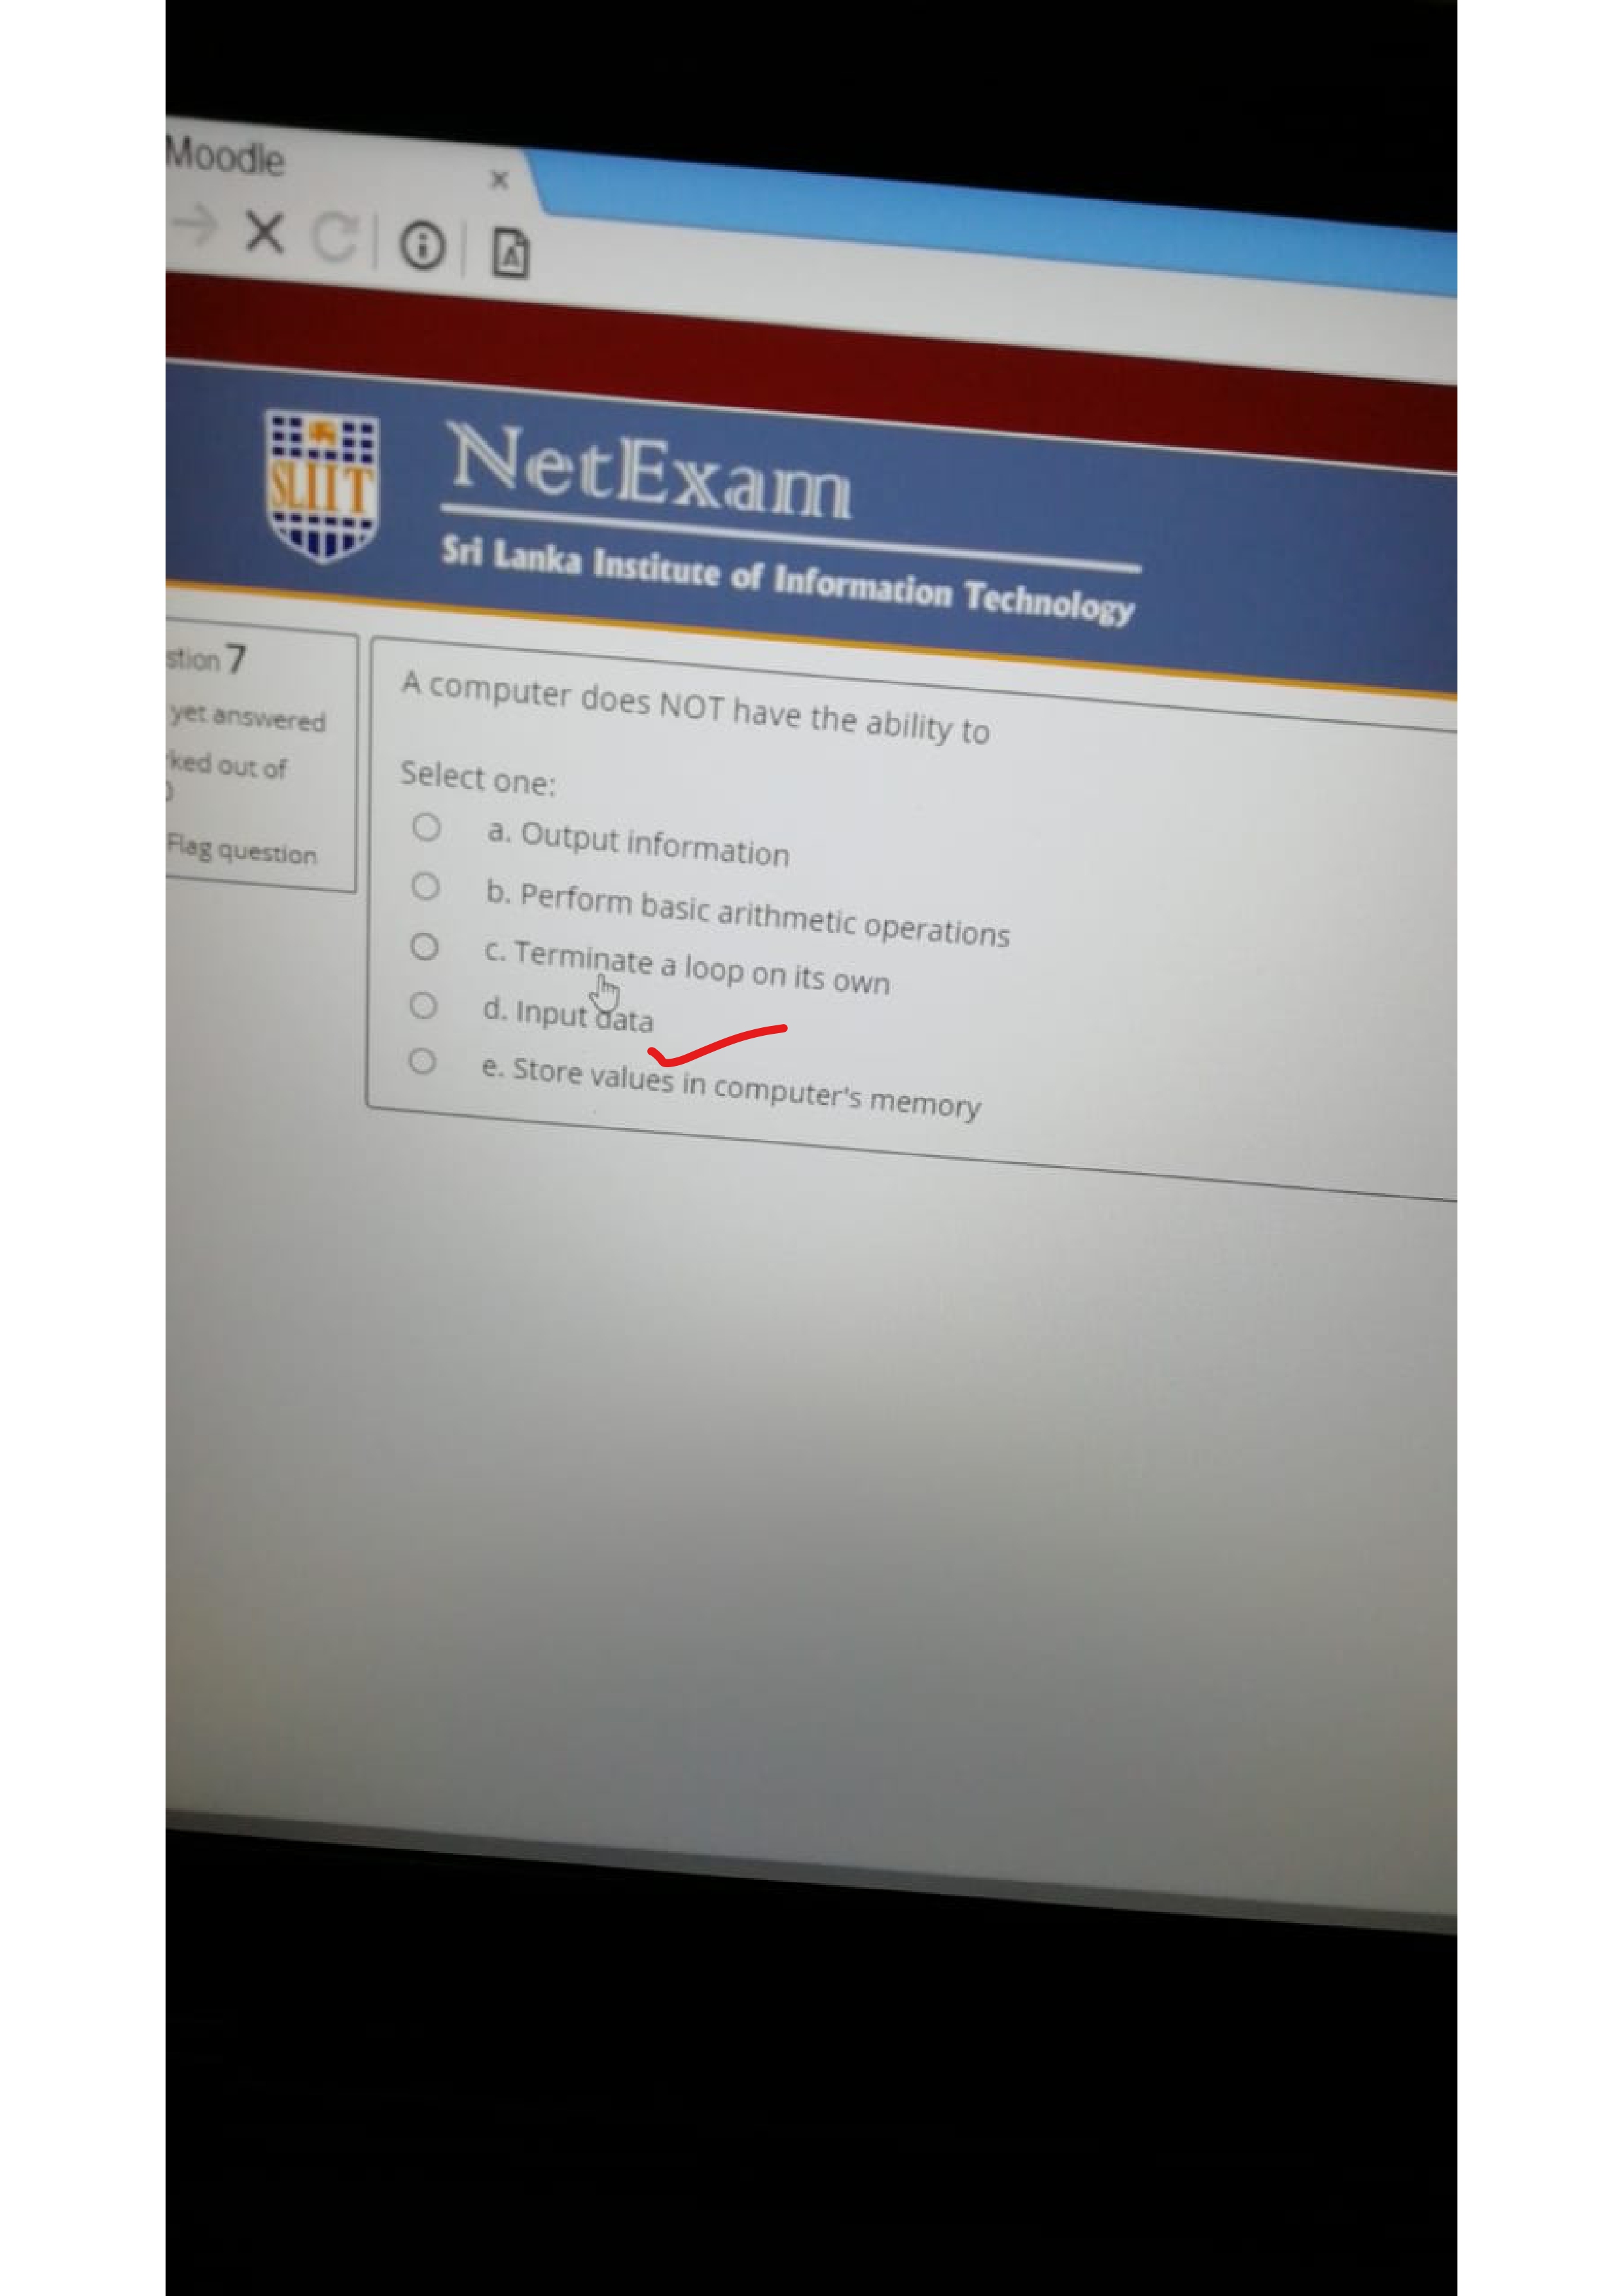 Moodle
SLIIT
NetExam
Sri Lanka Institute of Information Technology
stion 7
yet answered
ked out of
Flag question
A computer does NOT have the ability to
Select one:
a. Output information
b. Perform basic arithmetic operations
c. Terminate a loop on its own
d. Input data
e. Store values in computer's memory